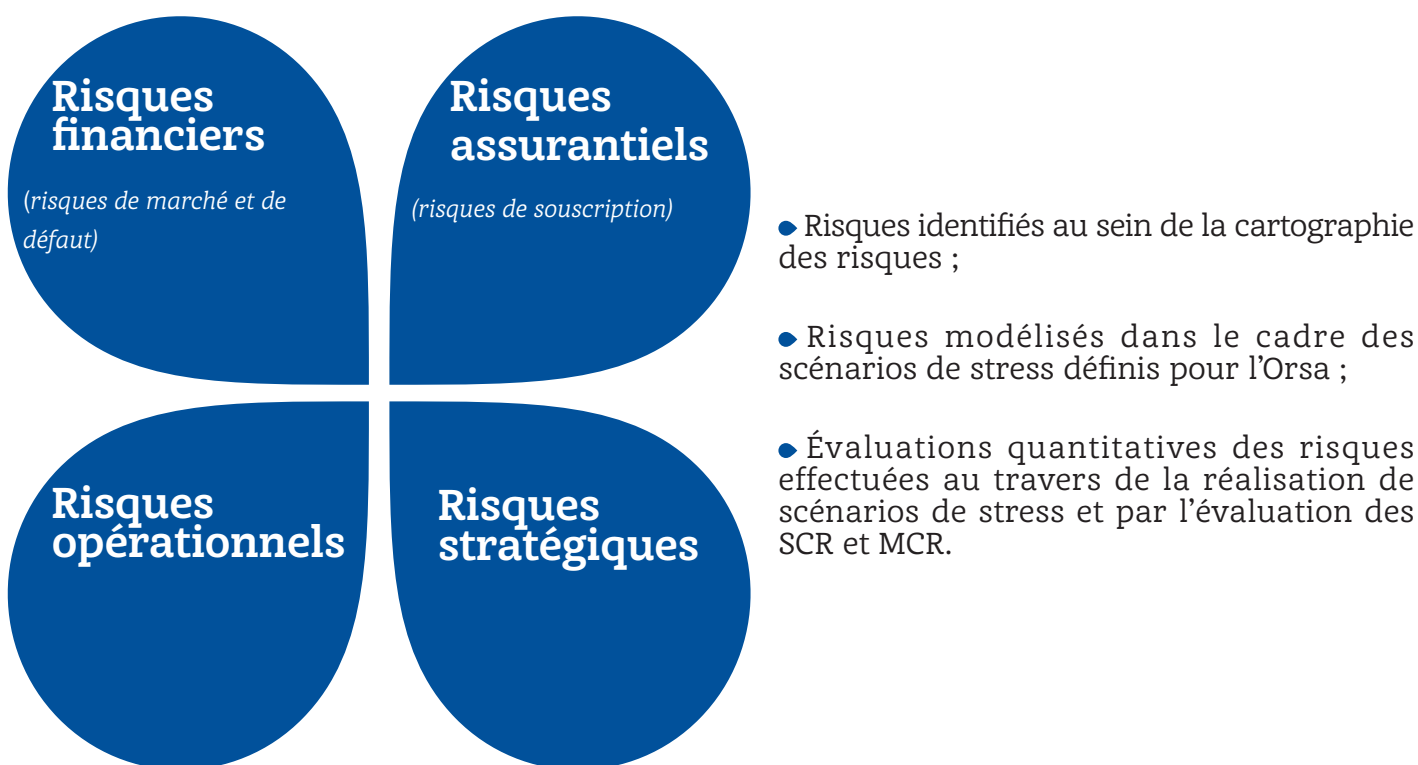 Risques
financiers
(risques de marché et de
défaut)
Risques
assurantiels
(risques de souscription)
Risques
opérationnels
Risques
stratégiques
Risques identifiés au sein de la cartographie
des risques ;
Risques modélisés dans le cadre des
scénarios de stress définis pour l’Orsa ;
Évaluations quantitatives des risques
effectuées au travers de la réalisation de
scénarios de stress et par l’évaluation des
SCR et MCR.